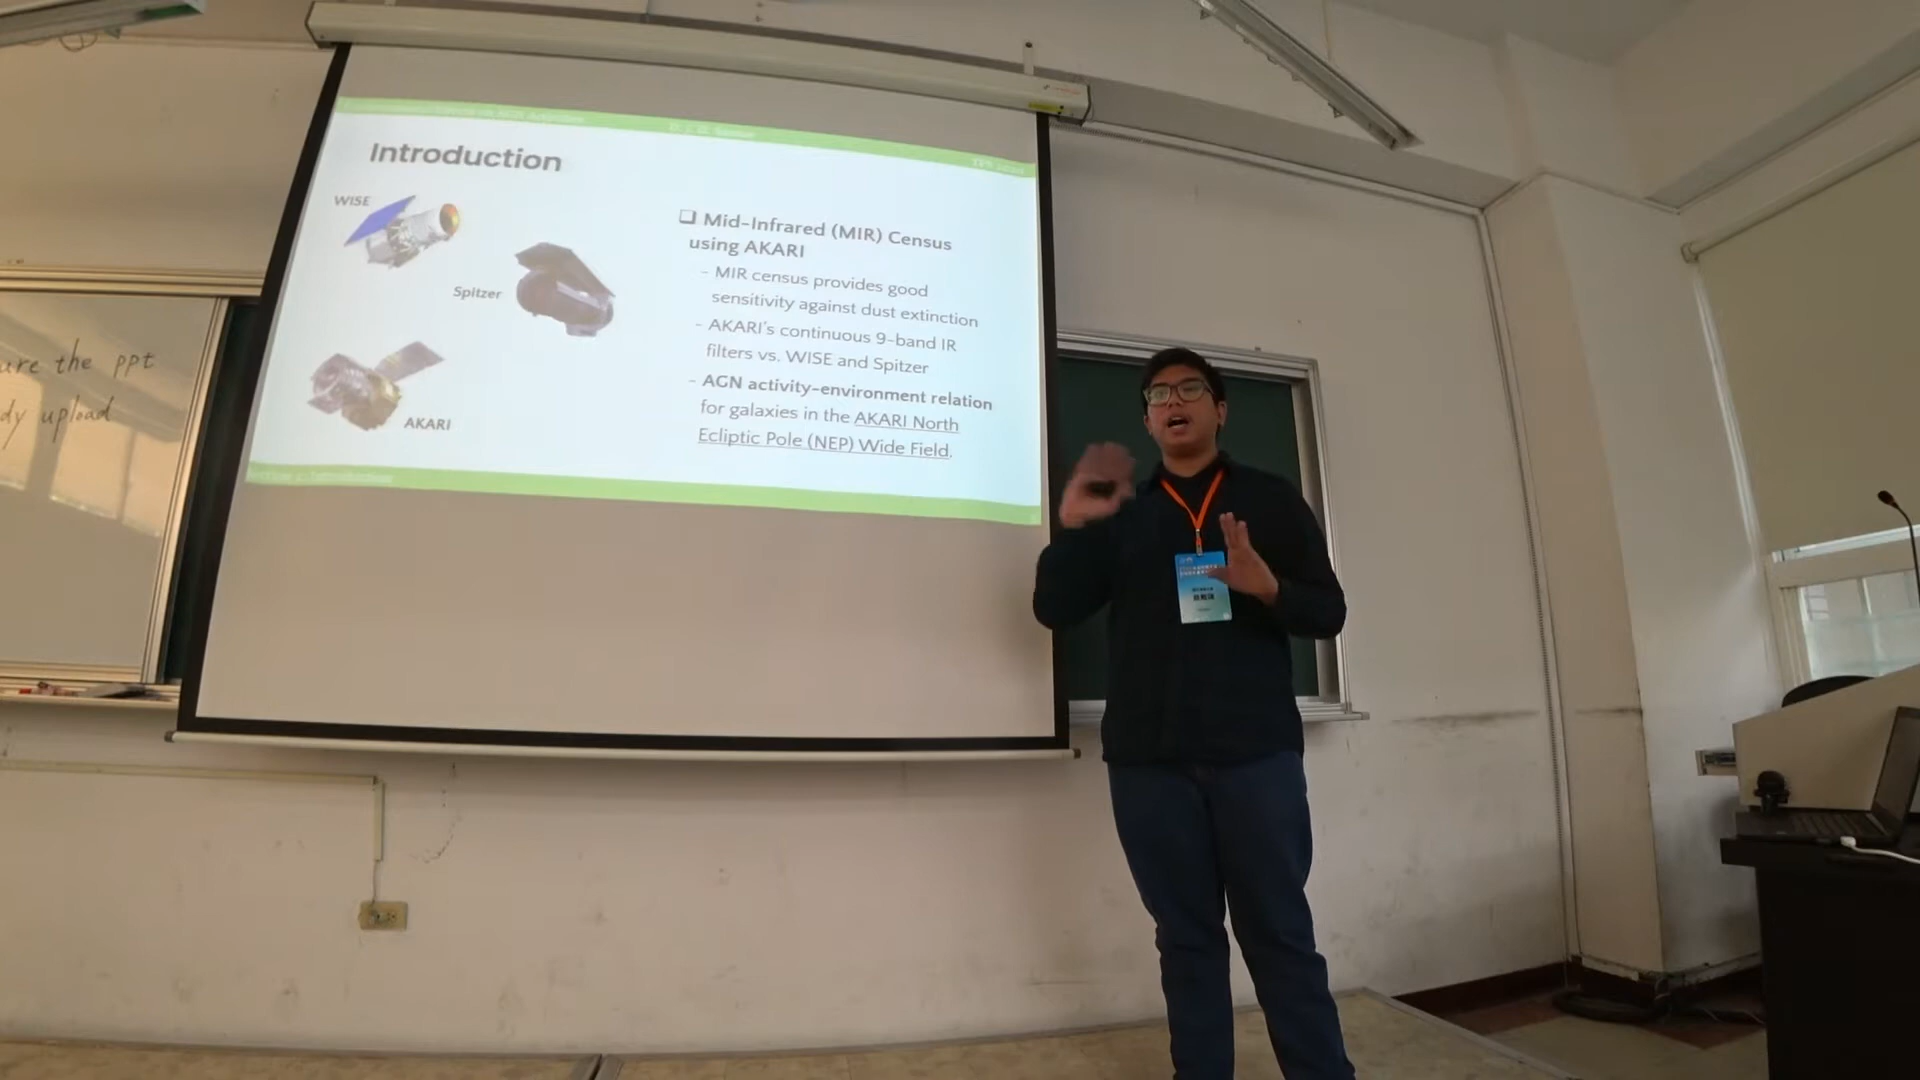 Introduction
WISE
Spitzer
AKARI
❑ Mid-Infrared (MIR) Census
using AKARI
- MIR census provides good
sensitivity against dust extinction
- AKARI's continuous 9-band IR
filters vs. WISE and Spitzer
- AGN activity-environment relation
for galaxies in the AKARI North
Ecliptic Pole (NEP) Wide Field.
the ppt
upload